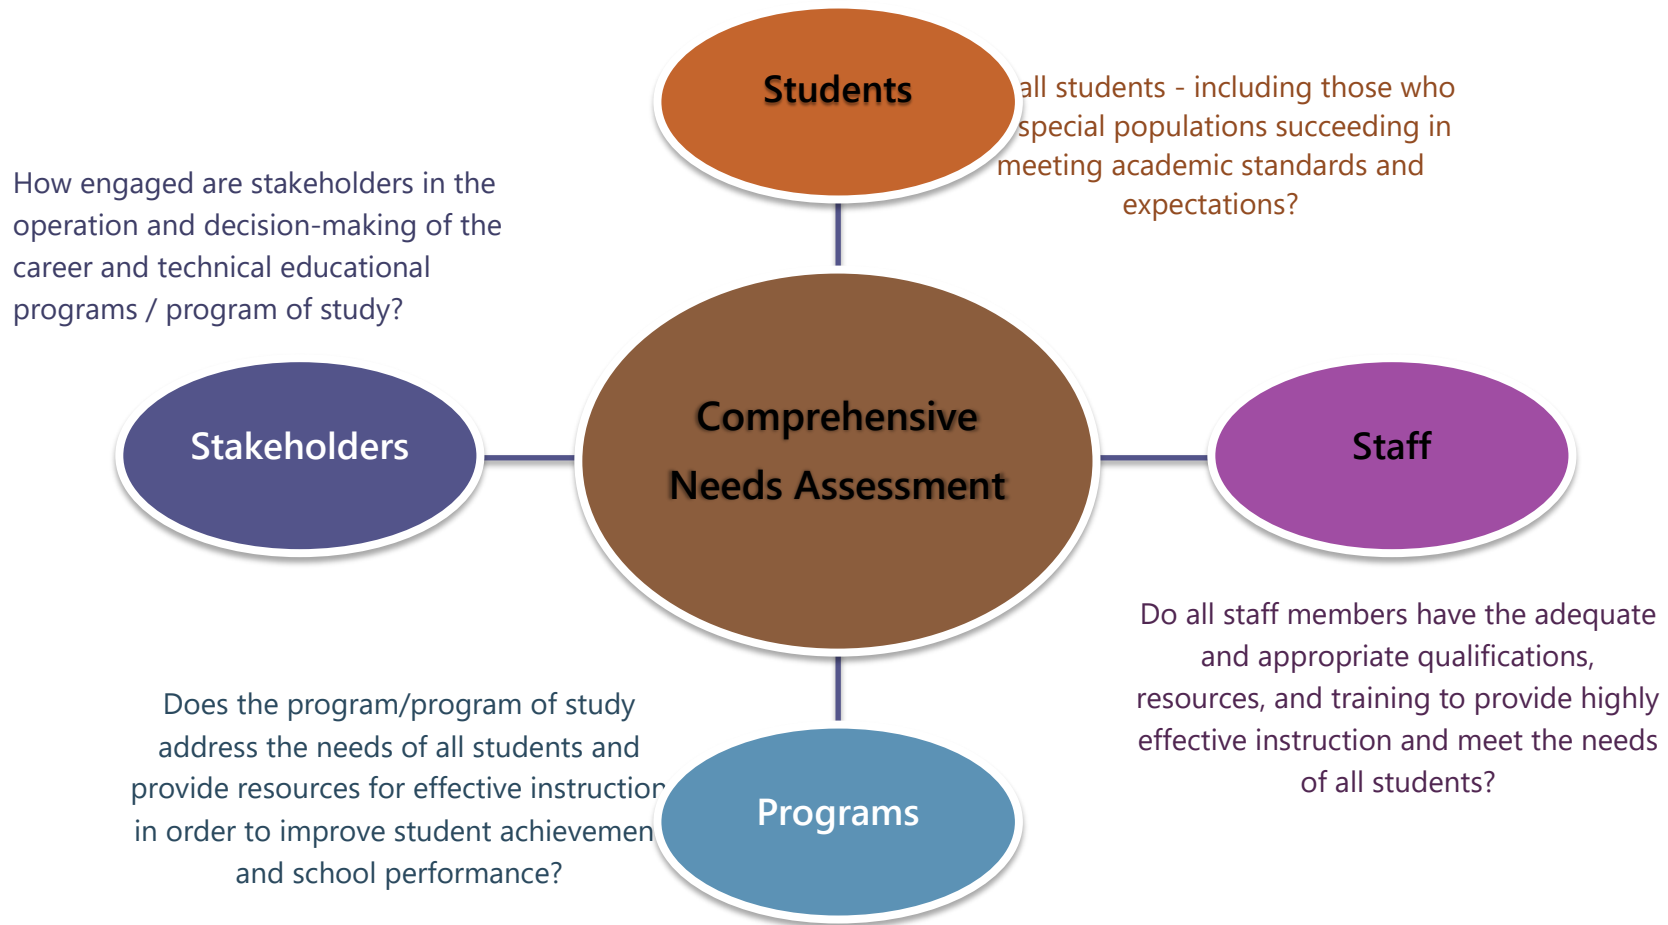 Students
all students - including those who
special populations succeeding in
meeting academic standards and
expectations?
How engaged are stakeholders in the
operation and decision-making of the
career and technical educational
programs / program of study?
Stakeholders
Comprehensive
Needs Assessment
Staff
Do all staff members have the adequate
and appropriate qualifications,
resources, and training to provide highly
effective instruction and meet the needs
of all students?
Does the program/program of study
address the needs of all students and
provide resources for effective instruction
in order to improve student achievemen
and school performance?
Programs